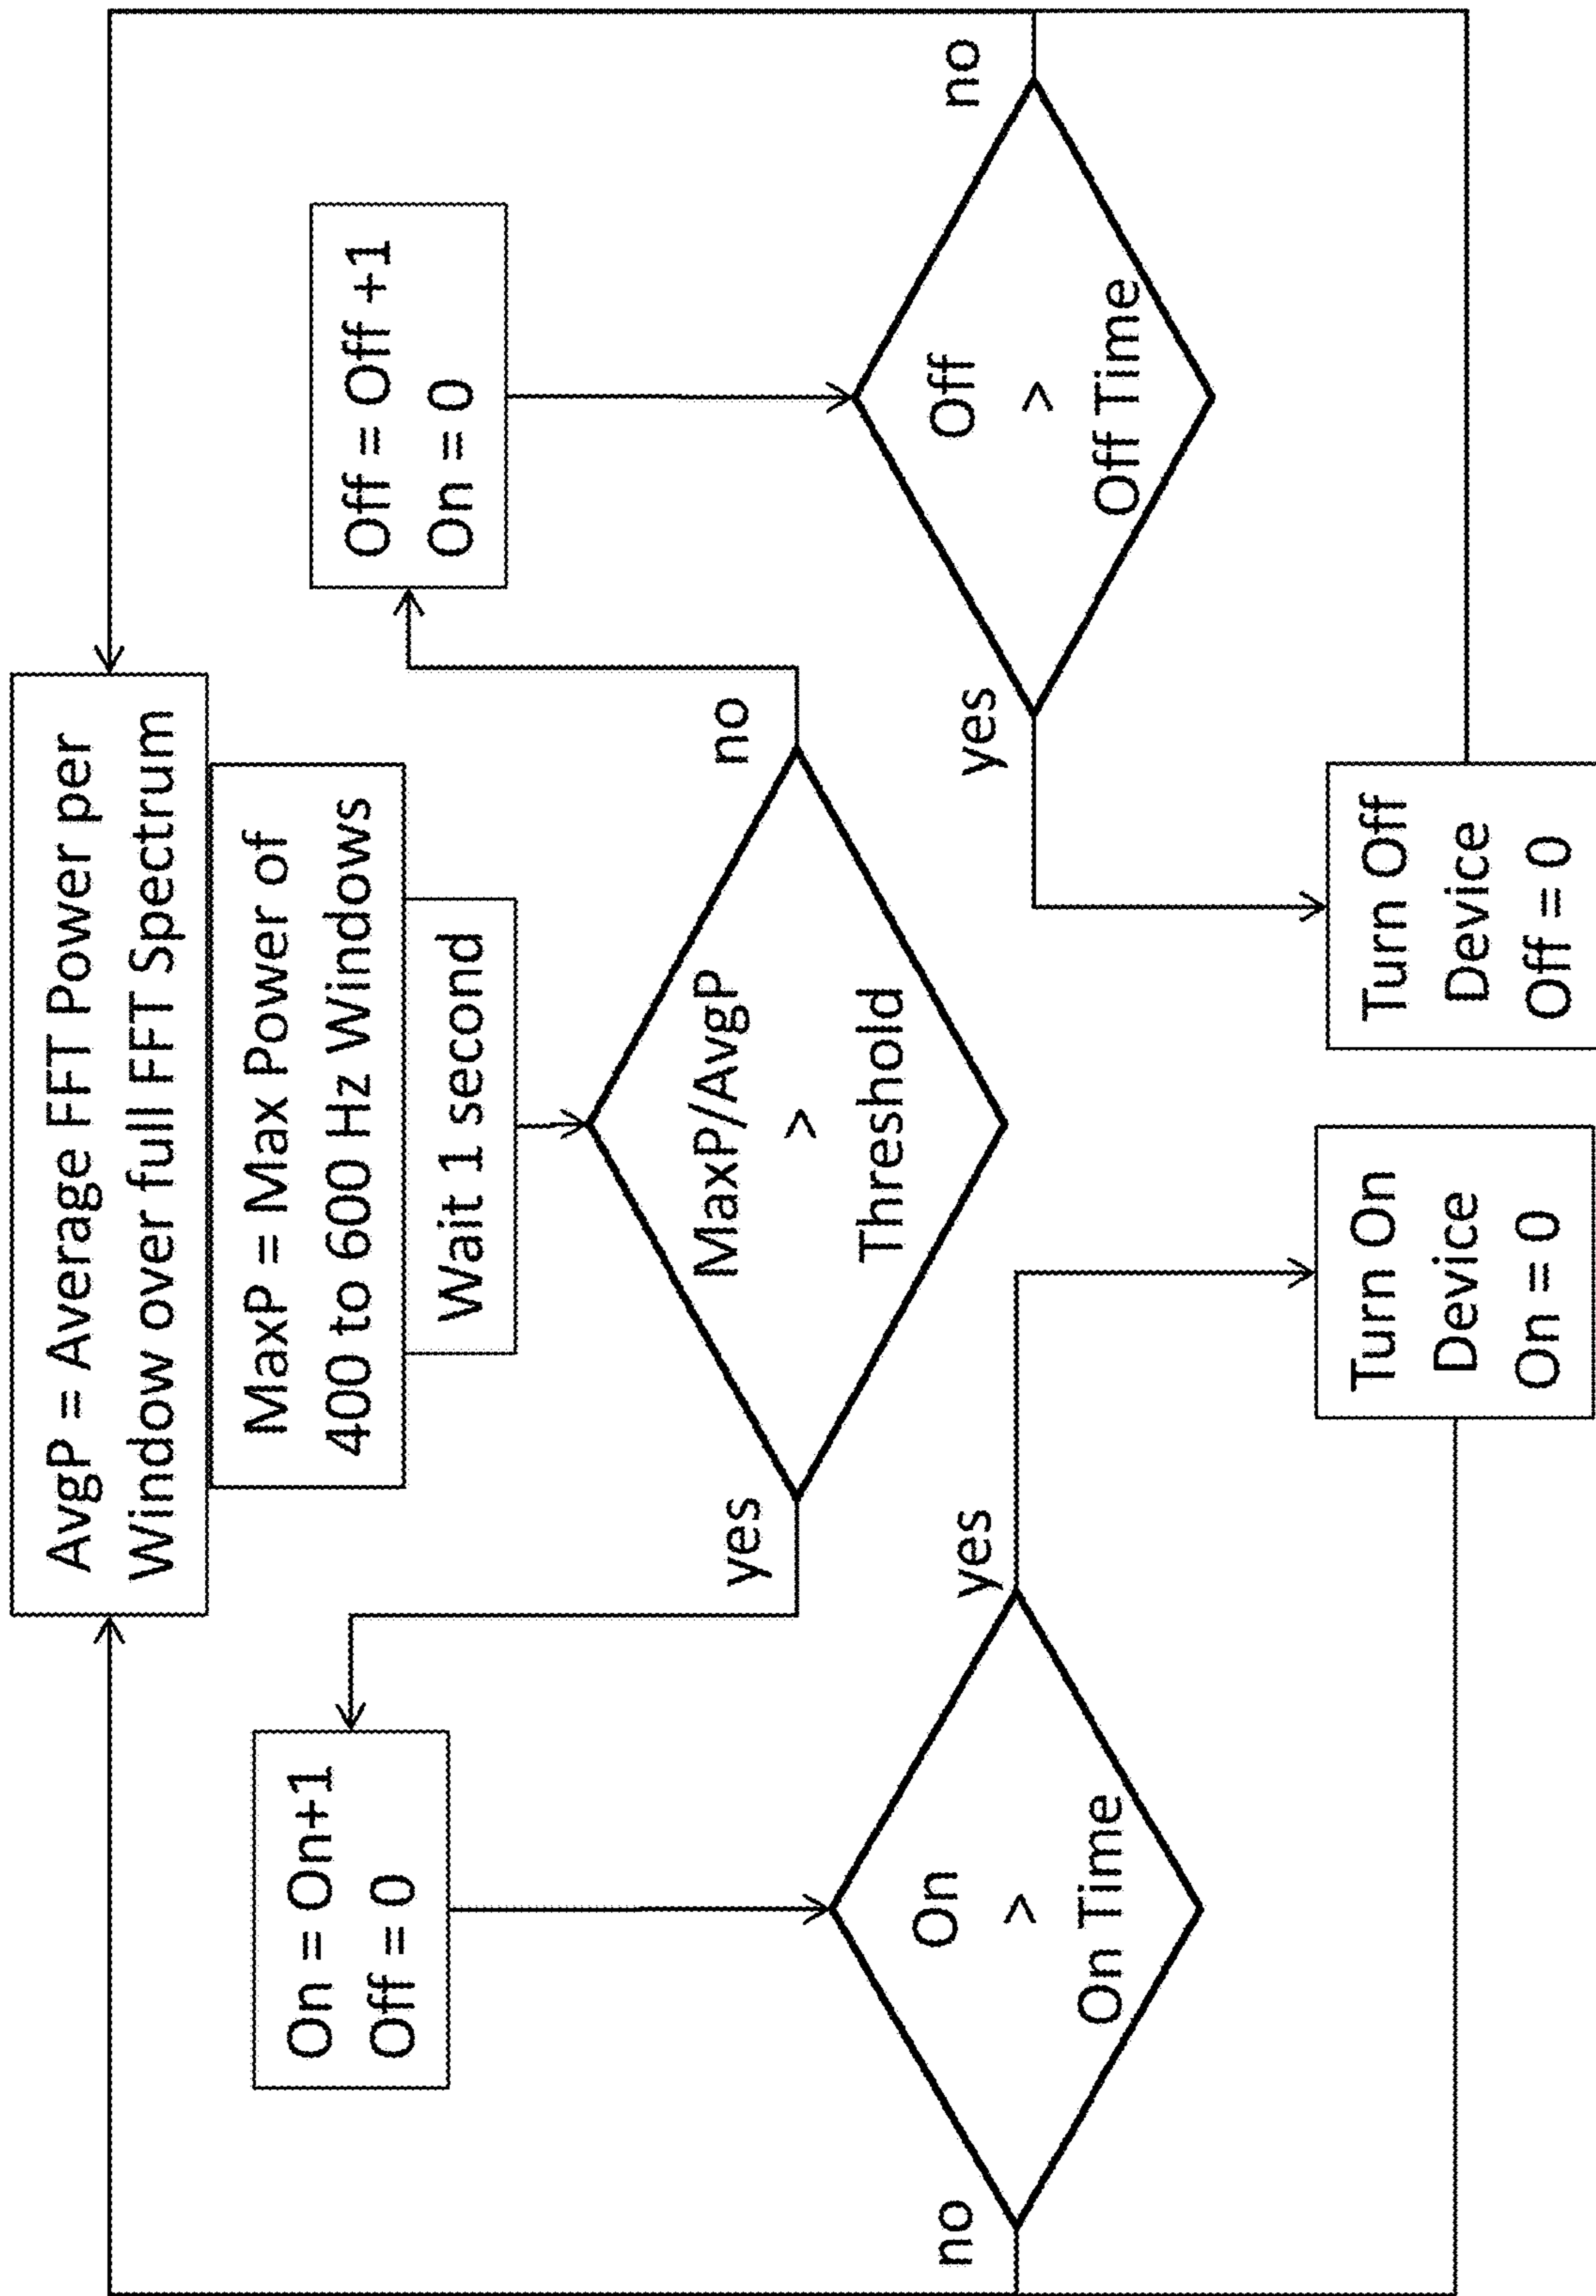 AvgP = Average FFT Power per
Window over full FFT Spectrum
MaxP = Max Power of
400 to 600 Hz Windows
Wait 1 second
MaxP/AvgP
>
Threshold
yes
no
On = On+1
Off = 0
Off = Off +1
On = 0
On
>
On Time
no
yes
Off
>
Off Time
yes
no
Turn On
Device
On = 0
Turn Off
Device
Off = 0